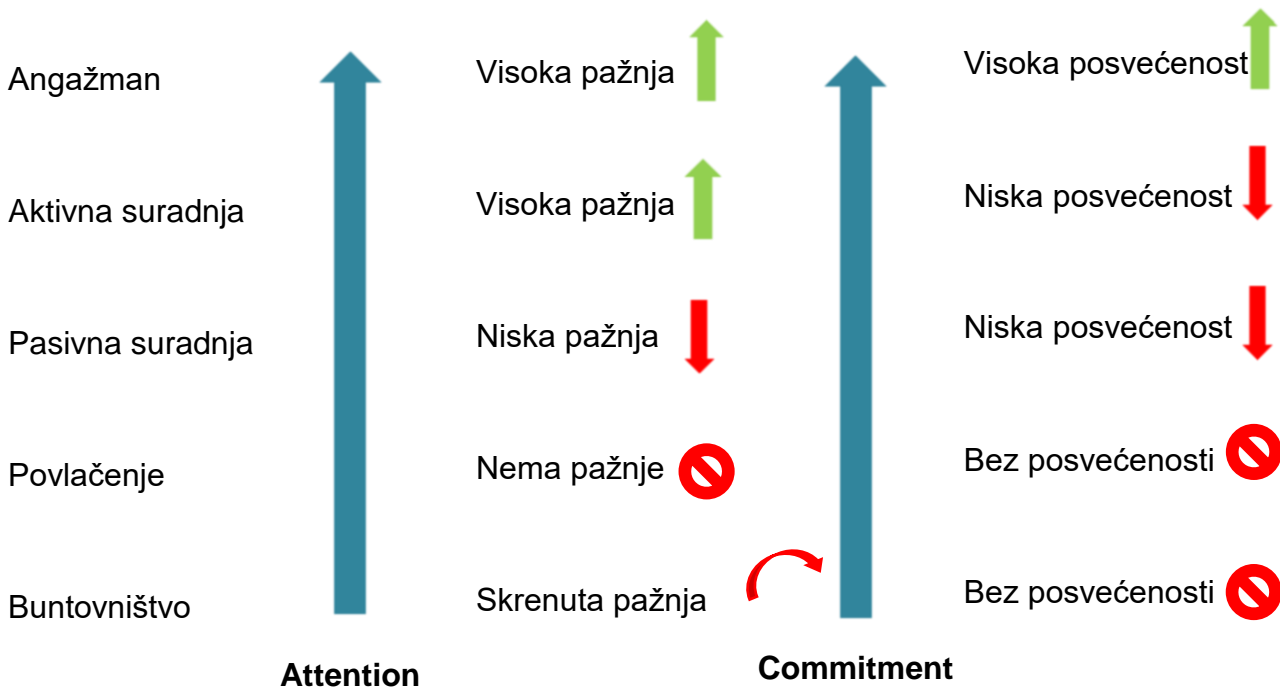 Angažman
Visoka pažnja
Visoka posvećenost
Aktivna suradnja
Visoka pažnja
Niska posvećenost
Pasivna suradnja
Niska pažnja
Niska posvećenost
Povlačenje
Nema pažnje
Bez posvećenosti
Buntovništvo
Skrenuta pažnja
Bez posvećenosti
Attention
Commitment